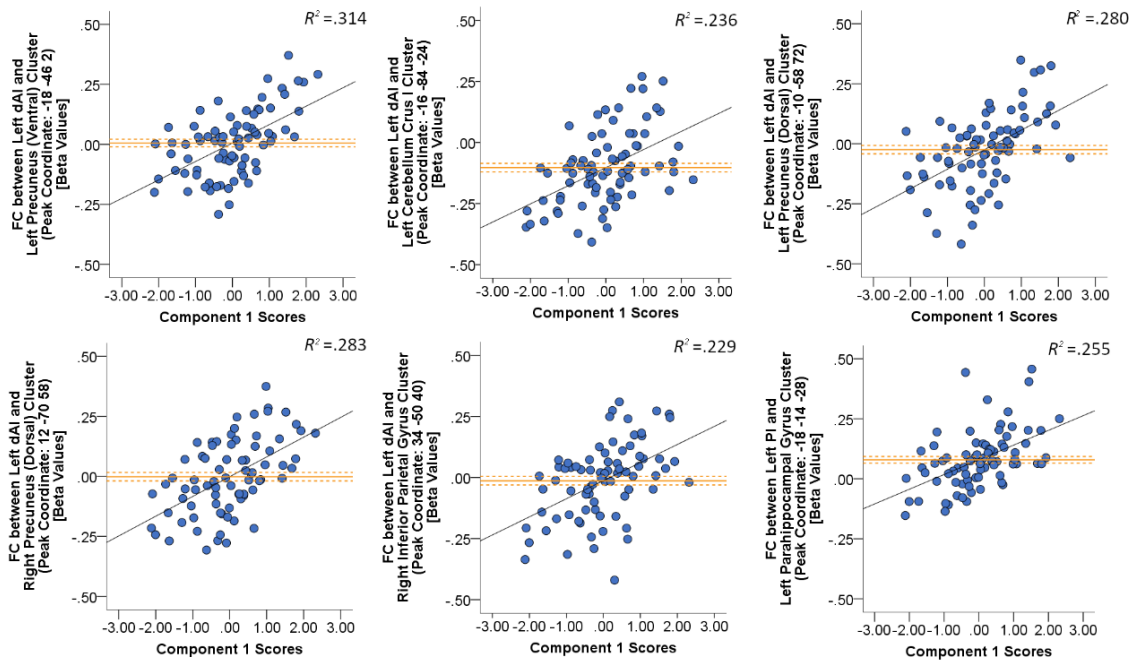 R² =.314
FC between Left dAI and
Left Precuneus (Ventral) Cluster
(Peak Coordinate: -18 -46 2)
[Beta Values]
.50
.25
.00
-.25
-.50
-3.00 -2.00 -1.00 .00 1.00 2.00 3.00
Component 1 Scores
R² =.236
FC between Left dAI and
Left Cerebellum Crus I Cluster
(Peak Coordinate: -16 -84 -24)
[Beta Values]
.50
.25
.00
-.25
-.50
-3.00 -2.00 -1.00 .00 1.00 2.00 3.00
Component 1 Scores
R² =.280
FC between Left dAI and
Left Precuneus (Dorsal) Cluster
(Peak Coordinate: -10 -58 72)
[Beta Values]
.50
.25
.00
-.25
-.50
-3.00 -2.00 -1.00 .00 1.00 2.00 3.00
Component 1 Scores
R² =.283
FC between Left dAI and
Right Precuneus (Dorsal) Cluster
(Peak Coordinate: 12 -70 58)
[Beta Values]
.50
.25
.00
-.25
-.50
-3.00 -2.00 -1.00 .00 1.00 2.00 3.00
Component 1 Scores
R² =.229
FC between Left dAI and
Right Inferior Parietal Gyrus Cluster
(Peak Coordinate: 34 -50 40)
[Beta Values]
.50
.25
.00
-.25
-.50
-3.00 -2.00 -1.00 .00 1.00 2.00 3.00
Component 1 Scores
R² =.255
FC between Left PI and
Left Parahippocampal Gyrus Cluster
(Peak Coordinate: -18 -14 -28)
[Beta Values]
.50
.25
.00
-.25
-.50
-3.00 -2.00 -1.00 .00 1.00 2.00 3.00
Component 1 Scores